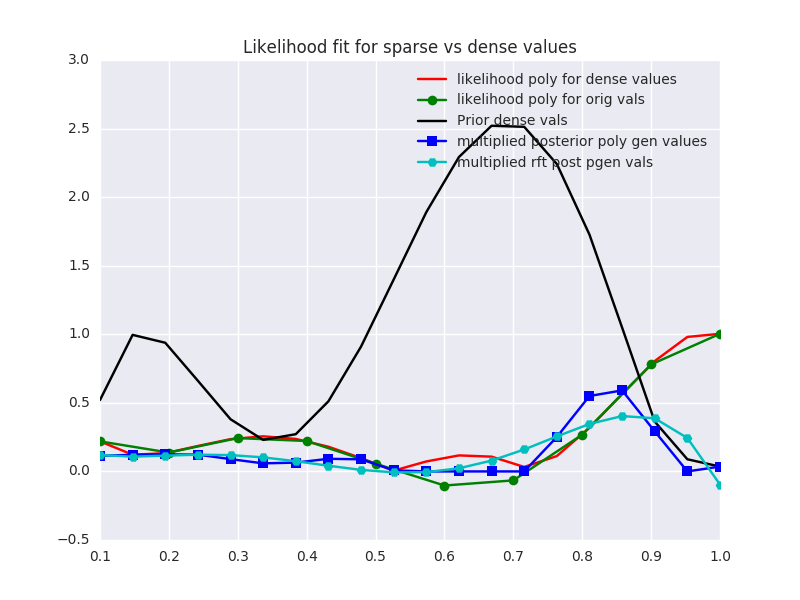 Likelihood fit for sparse vs dense values
likelihood poly for dense values
likelihood poly for orig vals
Prior dense vals
multiplied posterior poly gen values
multiplied rft post pgen vals
3.0
2.5
2.0
1.5
1.0
0.5
0.0
−0.5
0.1 0.2 0.3 0.4 0.5 0.6 0.7 0.8 0.9 1.0